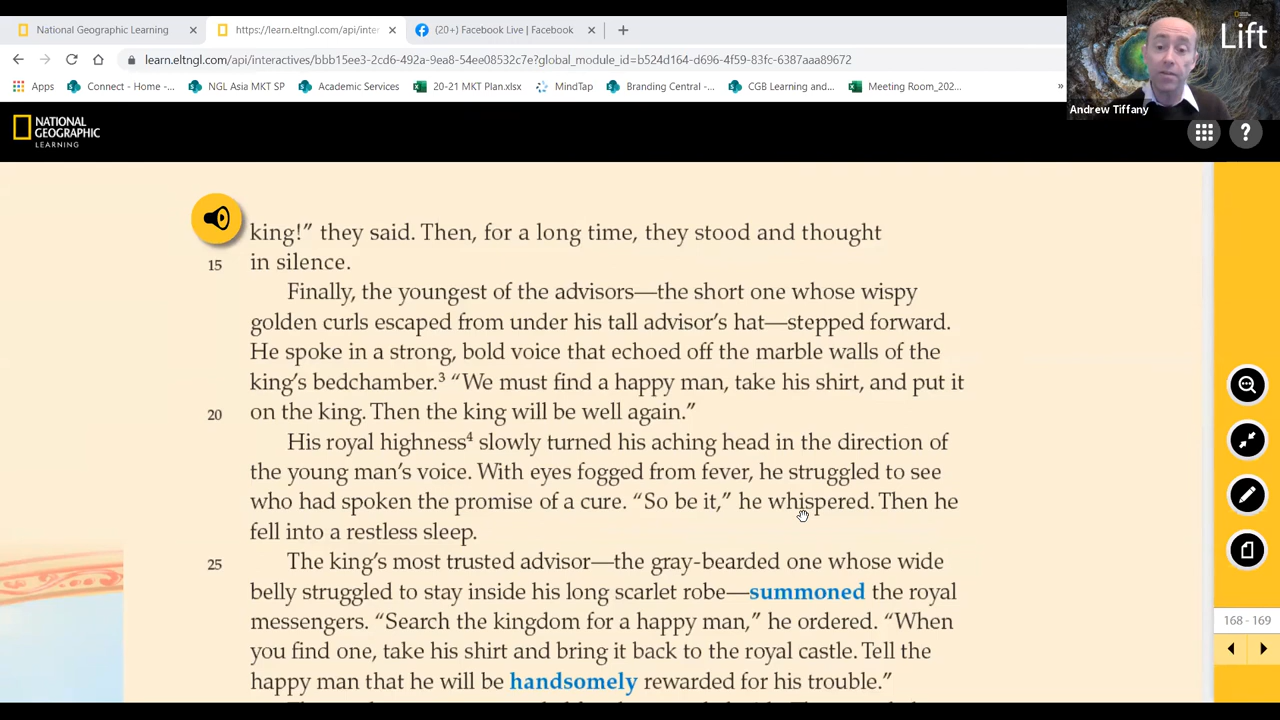 National Geographic Learning
https://learn.eltngl.com/api/inter
(20+) Facebook Live | Facebook
learn.eltngl.com/api/interactives/bbb15ee3-2cd6-492a-9ea8-54ee08532c7e?global_module_id=b524d164-d696-4f59-83fc-6387aaa89672
Apps
Connect - Home -...
NGL Asia MKT SP
Academic Services
20-21 MKT Plan.xlsx
MindTap
Branding Central -...
CGB Learning and...
Meeting Room_202...
»
Lift
Andrew Tiffany
NATIONAL
GEOGRAPHIC
LEARNING
?
king!” they said. Then, for a long time, they stood and thought
15 in silence.
Finally, the youngest of the advisors—the short one whose wispy
golden curls escaped from under his tall advisor’s hat—stepped forward.
He spoke in a strong, bold voice that echoed off the marble walls of the
king’s bedchamber.³ “We must find a happy man, take his shirt, and put it
20 on the king. Then the king will be well again.”
His royal highness⁴ slowly turned his aching head in the direction of
the young man’s voice. With eyes fogged from fever, he struggled to see
who had spoken the promise of a cure. “So be it,” he whispered. Then he
fell into a restless sleep.
25 The king’s most trusted advisor—the gray-bearded one whose wide
belly struggled to stay inside his long scarlet robe—summoned the royal
messengers. “Search the kingdom for a happy man,” he ordered. “When
you find one, take his shirt and bring it back to the royal castle. Tell the
happy man that he will be handsomely rewarded for his trouble.”
168 - 169